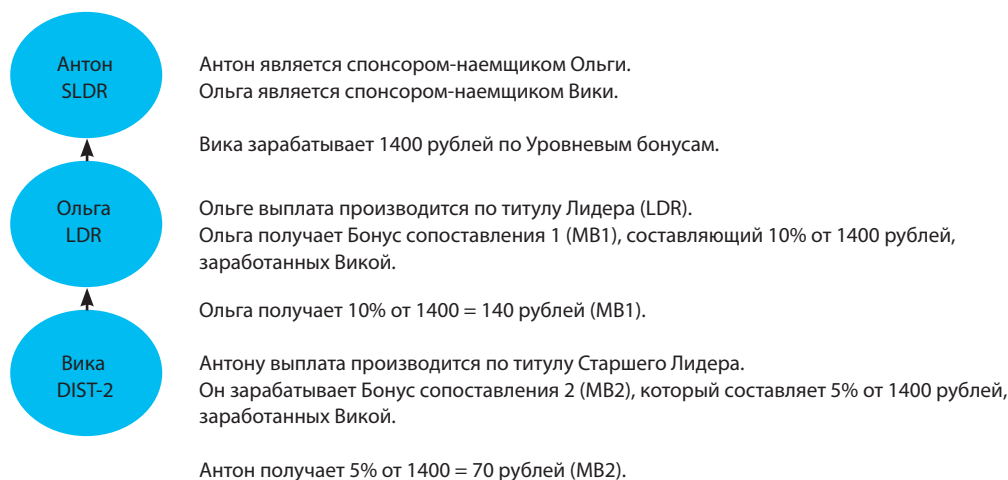 Антон
SLDR
Антон является спонсором-наемщиком Ольги.
Ольга является спонсором-наемщиком Вики.
Вика зарабатывает 1400 рублей по Уровневым бонусам.
Ольга
LDR
Ольге выплата производится по титулу Лидера (LDR).
Ольга получает Бонус сопоставления 1 (MB1), составляющий 10% от 1400 рублей,
заработанных Викой.
Ольга получает 10% от 1400 = 140 рублей (MB1).
Вика
DIST-2
Антону выплата производится по титулу Старшего Лидера.
Он зарабатывает Бонус сопоставления 2 (MB2), который составляет 5% от 1400 рублей,
заработанных Викой.
Антон получает 5% от 1400 = 70 рублей (MB2).